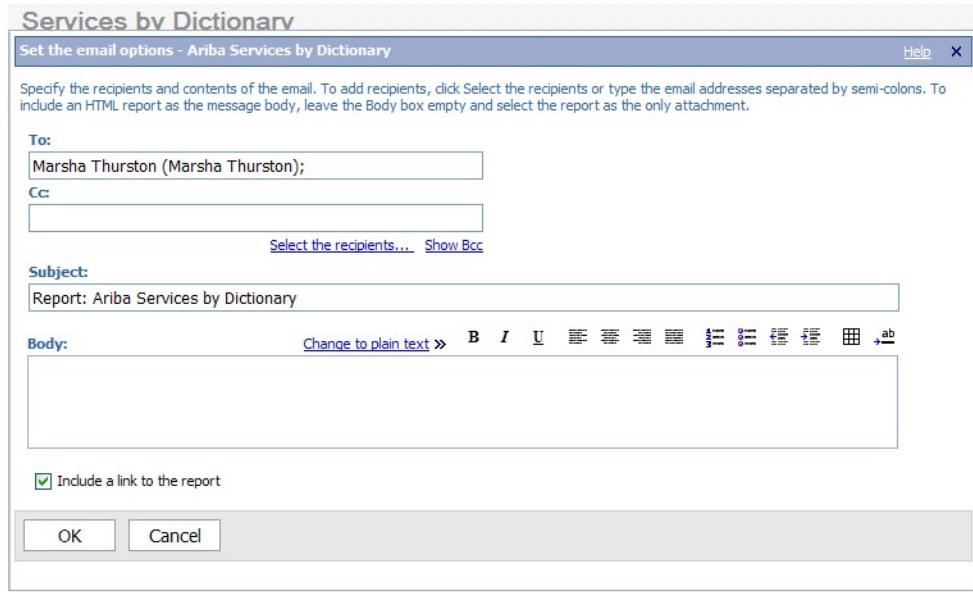 Services by Dictionary
Set the email options - Ariba Services by Dictionary Help X
Specify the recipients and contents of the email. To add recipients, click Select the recipients or type the email addresses separated by semi-colons. To
include an HTML report as the message body, leave the Body box empty and select the report as the only attachment.
To:
Marsha Thurston (Marsha Thurston);
Cc:
Select the recipients... Show Bcc
Subject:
Report: Ariba Services by Dictionary
Body: Change to plain text » B I U ab
Include a link to the report
OK Cancel